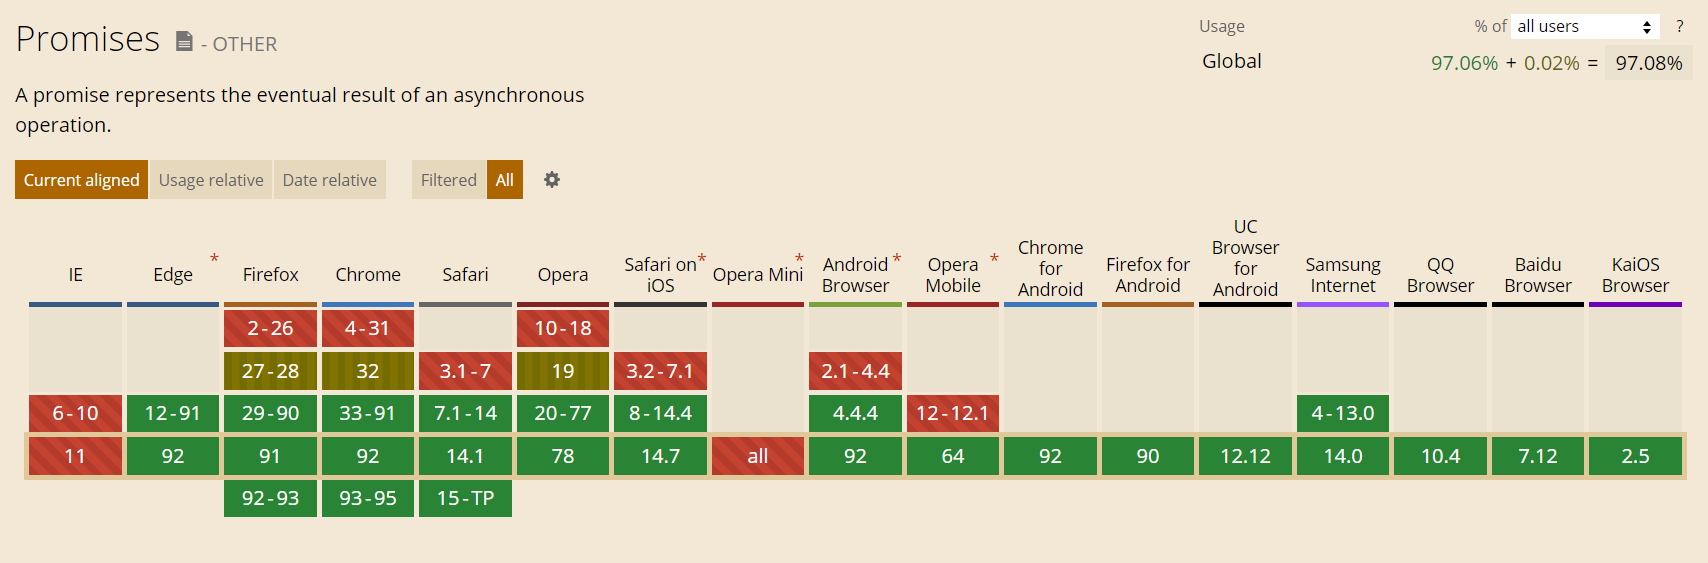 Promises - OTHER
Usage % of all users ?
Global 97.06% + 0.02% = 97.08%
A promise represents the eventual result of an asynchronous
operation.
Current aligned Usage relative Date relative Filtered All
IE
Edge *
Firefox
Chrome
Safari
Opera
Safari on *
iOS
Opera Mini *
Android *
Browser
Opera *
Mobile
Chrome
for
Android
Firefox for
Android
UC
Browser
for
Android
Samsung
Internet
QQ
Browser
Baidu
Browser
KaiOS
Browser
2-26 4-31 10-18
27-28 32 3.1-7 19 3.2-7.1 2.1-4.4
6-10 12-91 29-90 33-91 7.1-14 20-77 8-14.4 4.4.4 12-12.1 4-13.0
11 92 91 92 14.1 78 14.7 all 92 64 92 90 12.12 14.0 10.4 7.12 2.5
92-93 93-95 15-TP